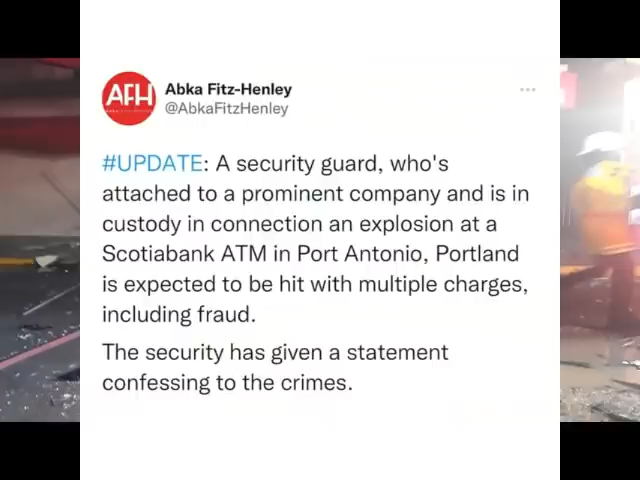 AFH
Abka Fitz-Henley
@AbkaFitzHenley
#UPDATE: A security guard, who's
attached to a prominent company and is in
custody in connection an explosion at a
Scotiabank ATM in Port Antonio, Portland
is expected to be hit with multiple charges,
including fraud.
The security has given a statement
confessing to the crimes.